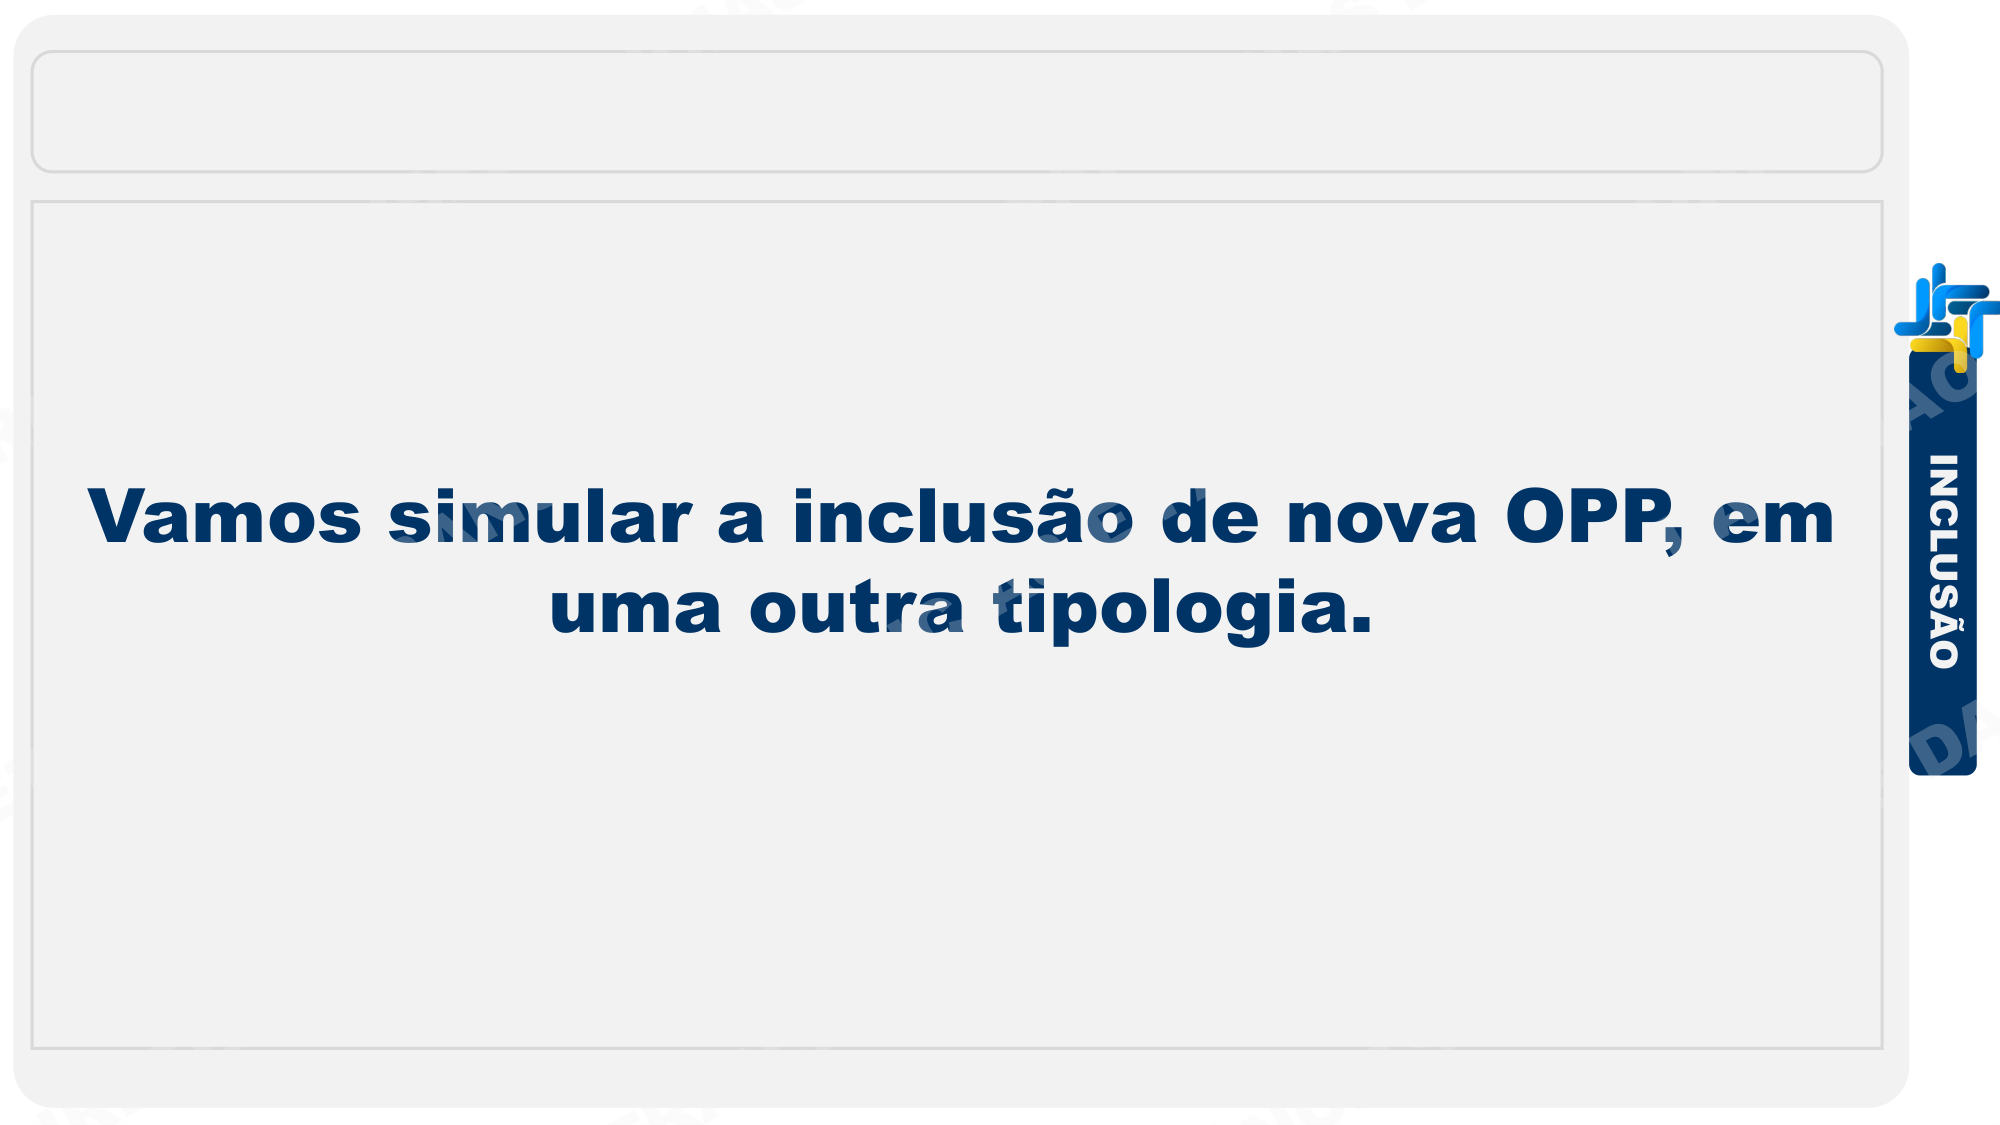 Vamos simular a inclusão de nova OPP, em
uma outra tipologia.
INCLUSÃO